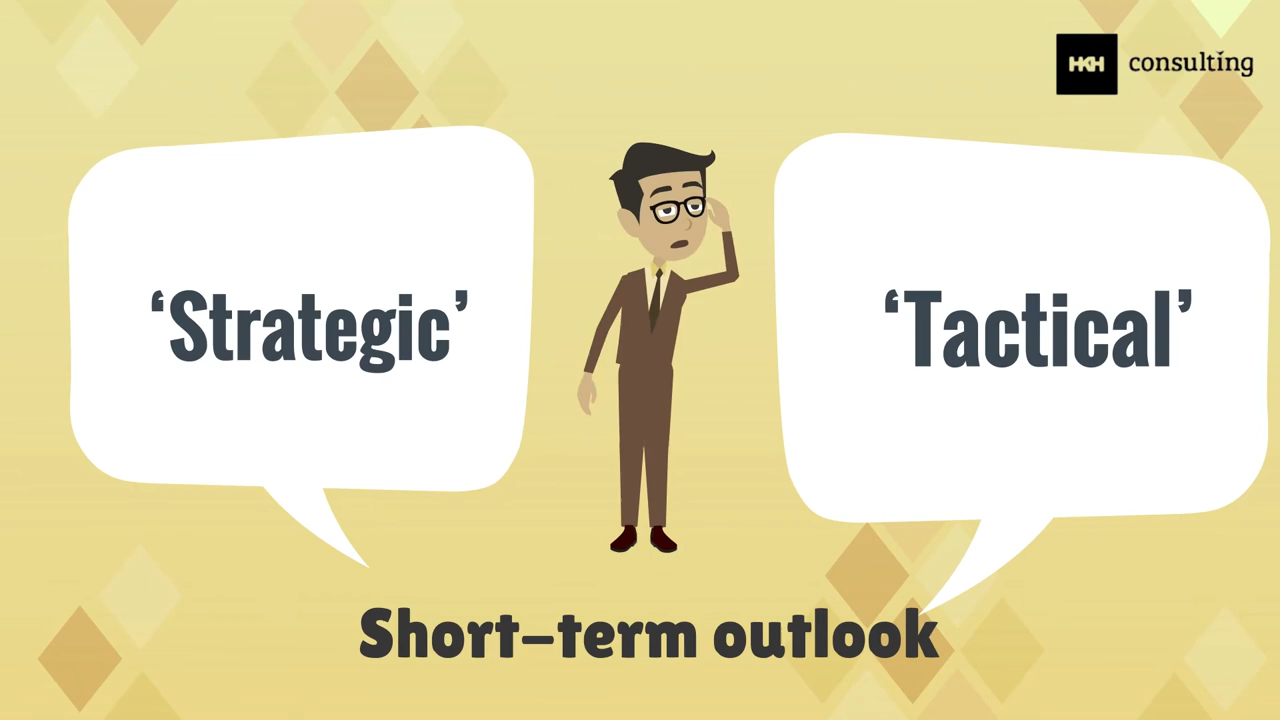 HKH consulting
‘Strategic’
‘Tactical’
Short-term outlook